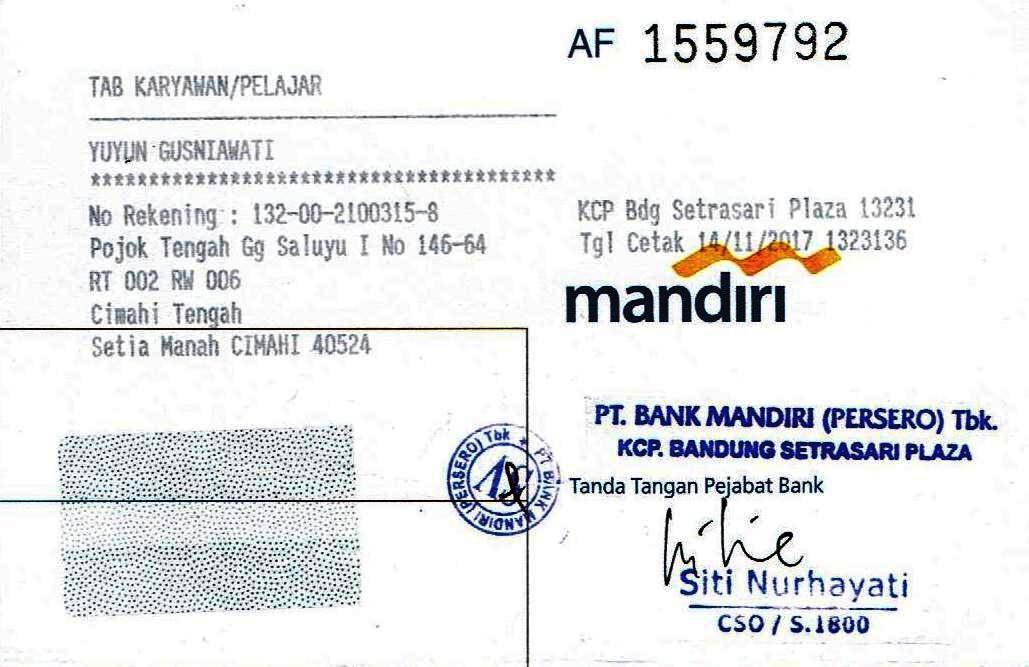 AF 1559792
TAB KARYAWAN/PELAJAR
YUYUN GUSNIAWATI
****************************************
No Rekening : 132-00-2100315-8
Pojok Tengah Gg Saluyu I No 146-64
RT 002 RW 006
Cimahi Tengah
Setia Manah CIMAHI 40524
KCP Bdg Setrasari Plaza 13231
Tgl Cetak 14/11/2017 1323136
mandiri
PT. BANK MANDIRI (PERSERO) Tbk.
KCP. BANDUNG SETRASARI PLAZA
Tanda Tangan Pejabat Bank
PT BANK MANDIRI (PERSERO) Tbk *
Siti Nurhayati
CSO / S.1800